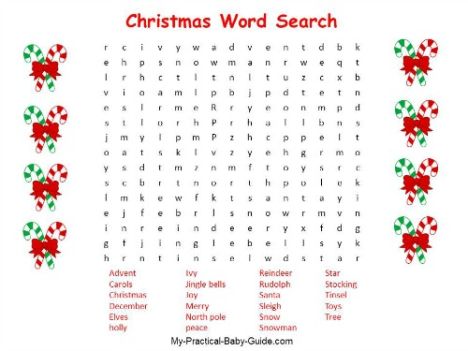 Christmas Word Search
r c i v y w a d v e n t d b k
e h p s n o w m a n r w e q t
l r h c t l t n l t u z c x b
v i o a m l p b j p d t e t n
e s l r m e R r y e o n m p d
s t l o r h P r h a l l b n s
j m y l p m P z h c p p e l t
o a t s k l v z y e h g r m o
y s d t m z n m f t o y s r c
s c b r t n o r t h p o l e k
l m k e w f k t s a n t a y i
e j f e b r l s n o w r m v n
i n r e i n d e e r y x f d g
g f j i n g l e b e l l s y k
h r n t i n s e l w d s t a r
Advent Ivy Reindeer Star
Carols Jingle bells Rudolph Stocking
Christmas Joy Santa Tinsel
December Merry Sleigh Toys
Elves North pole Snow Tree
holly peace Snowman
My-Practical-Baby-Guide.com